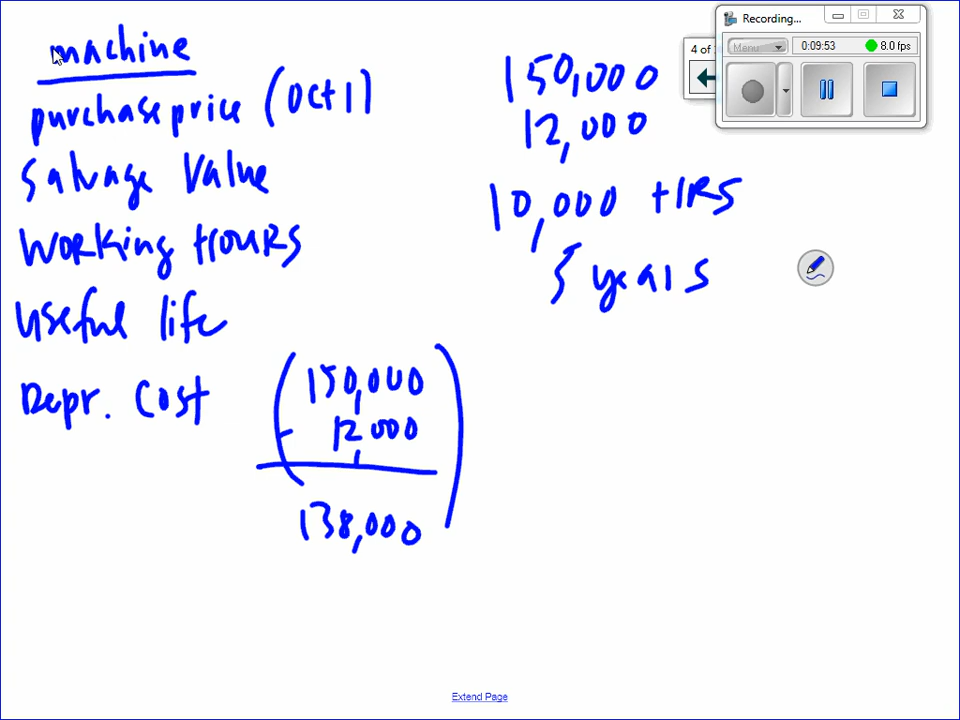 machine
purchase price (Oct 1) 150,000
12,000
Salvage Value
10,000 HRS
Working Hours
5 years
Useful life
Depr. Cost
(150,000
- 12,000)
138,000
Recording...
Menu
0:09:53 8.0 fps
4 of
Extend Page